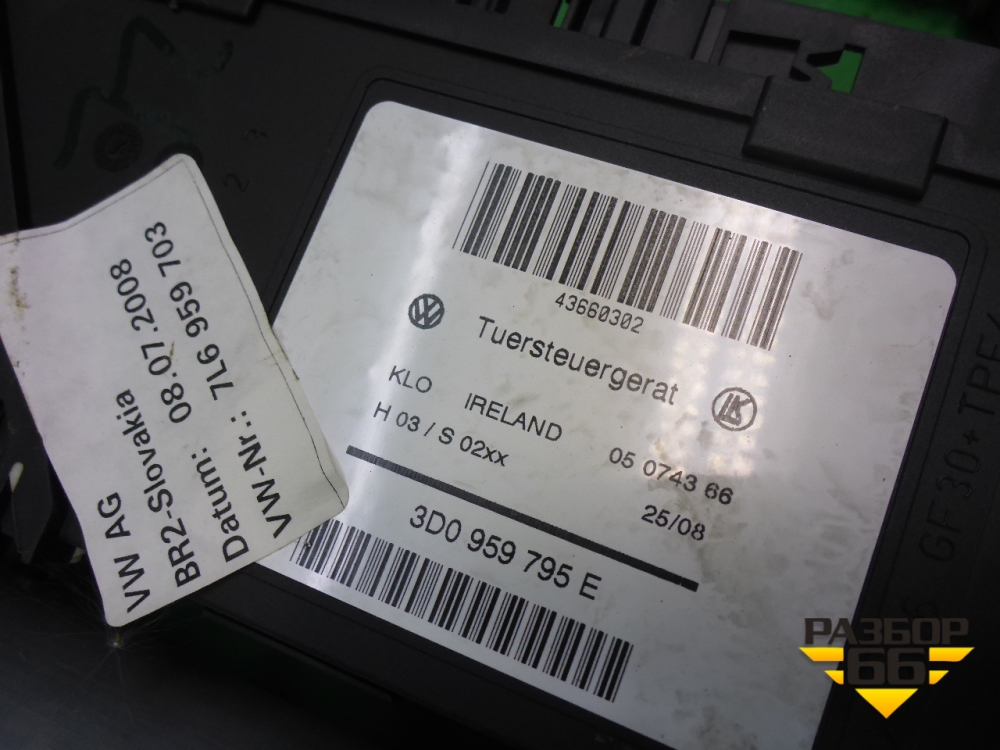 VW AG
BR2-Slovakia
Datum: 08.07.2008
VW-Nr.: 7L6 959 703
43660302
Tuersteuergerat
KLO IRELAND 05 0743 66
H 03 / S 02xx 25/08
3D0 959 795 E
GF30+
РАЗБОР
66